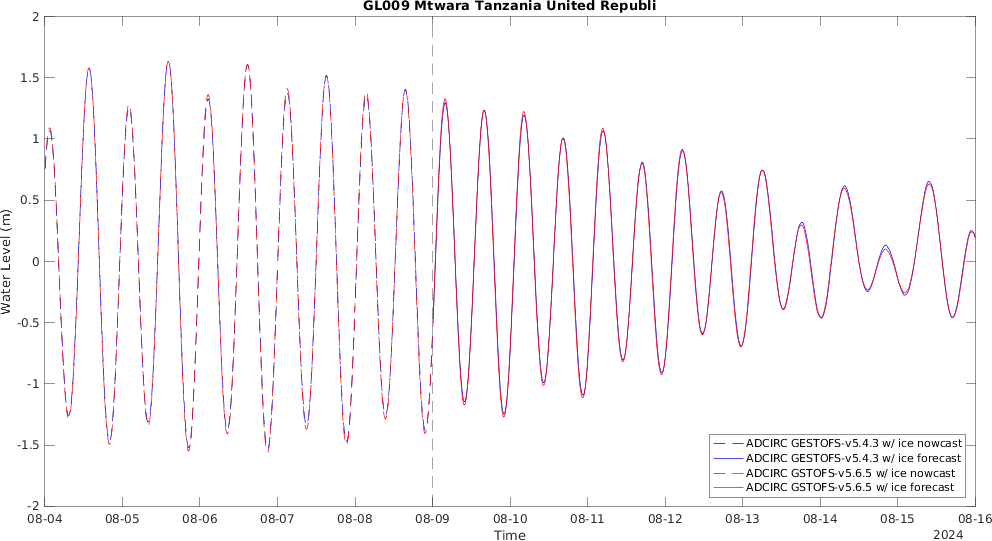 GL009 Mtwara Tanzania United Republi
2
1.5
1
0.5
0
-0.5
-1
-1.5
-2
Water Level (m)
ADCIRC GESTOFS-v5.4.3 w/ ice nowcast
ADCIRC GESTOFS-v5.4.3 w/ ice forecast
ADCIRC GSTOFS-v5.6.5 w/ ice nowcast
ADCIRC GSTOFS-v5.6.5 w/ ice forecast
08-04 08-05 08-06 08-07 08-08 08-09 08-10 08-11 08-12 08-13 08-14 08-15 08-16
Time
2024